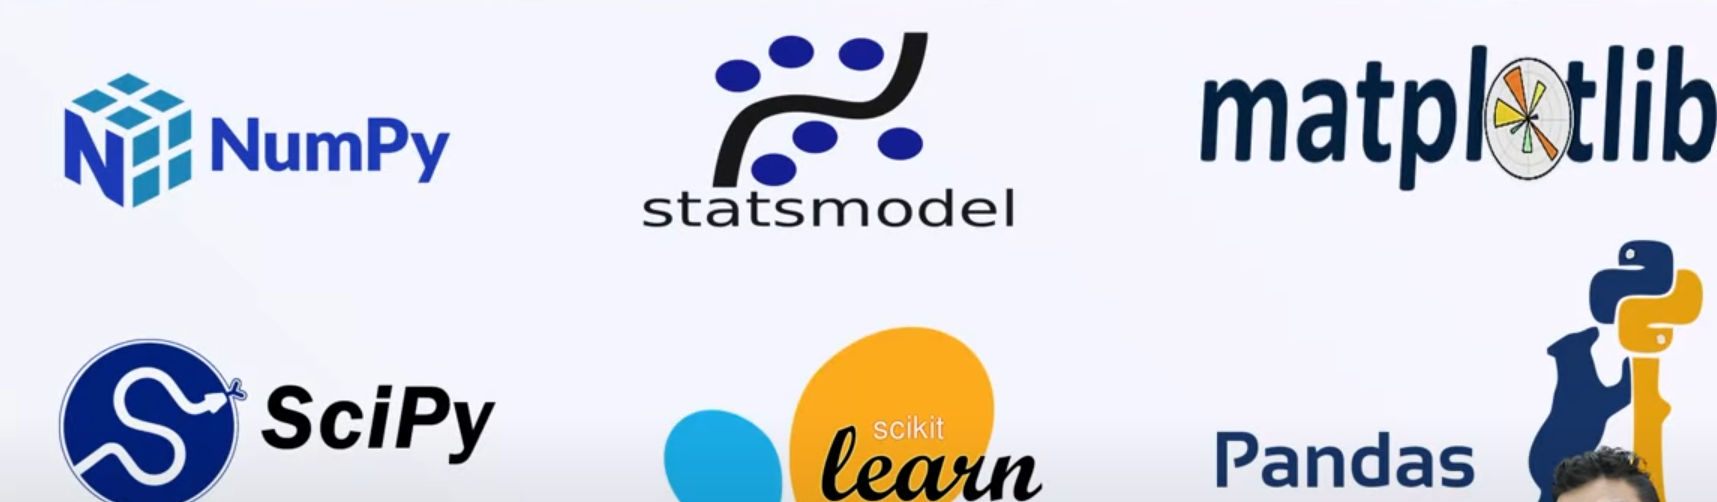 NumPy
statsmodel
matplotlib
SciPy
scikit
learn
Pandas